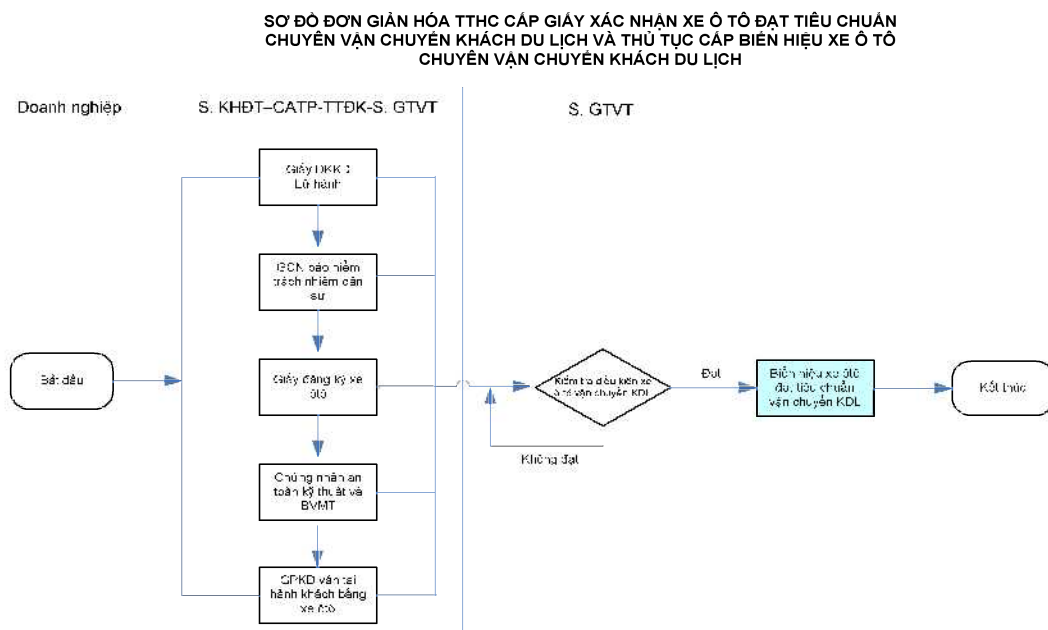 SƠ ĐỒ ĐƠN GIẢN HÓA TTHC CẤP GIẤY XÁC NHẬN XE Ô TÔ ĐẠT TIÊU CHUẨN
CHUYÊN VẬN CHUYỂN KHÁCH DU LỊCH VÀ THỦ TỤC CẤP BIỂN HIỆU XE Ô TÔ
CHUYÊN VẬN CHUYỂN KHÁCH DU LỊCH
Doanh nghiệp
S. KHĐT–CATP-TTĐK-S. GTVT
S. GTVT
Giấy ĐKKD
Lữ hành
GCN bảo hiểm
trách nhiệm dân
sự
Bắt đầu
Giấy đăng ký xe
ôtô
Kiểm tra điều kiện xe
ô tô vận chuyển KDL
Đạt
Biển hiệu xe ôtô
đạt tiêu chuẩn
vận chuyển KDL
Kết thúc
Không đạt
Chứng nhận an
toàn kỹ thuật và
BVMT
GPKD vận tải
hành khách bằng
xe ôtô